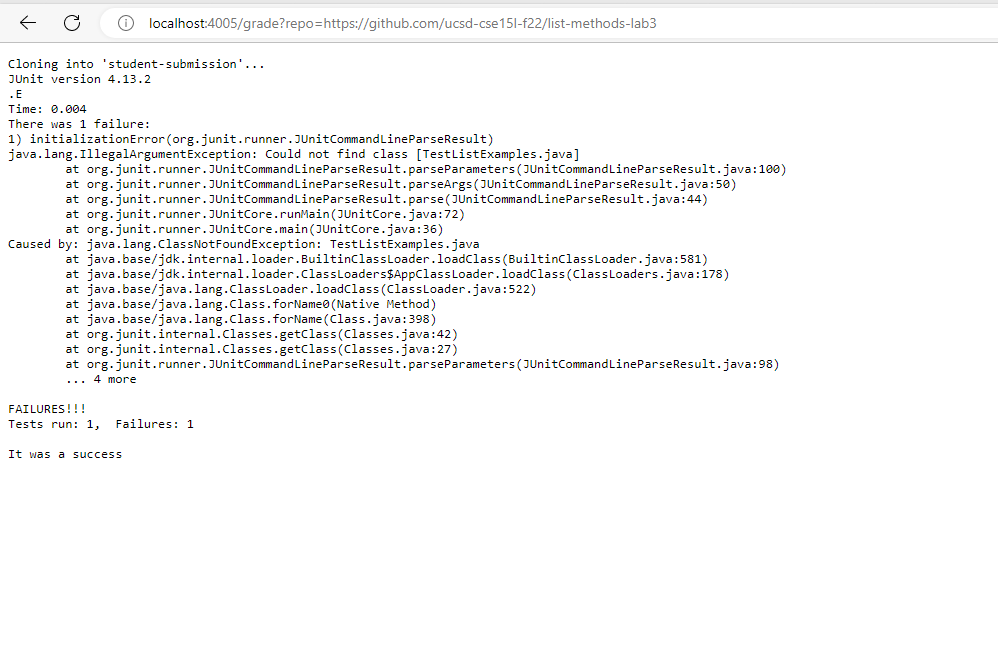 localhost:4005/grade?repo=https://github.com/ucsd-cse15l-f22/list-methods-lab3
Cloning into 'student-submission'...
JUnit version 4.13.2
.E
Time: 0.004
There was 1 failure:
1) initializationError(org.junit.runner.JUnitCommandLineParseResult)
java.lang.IllegalArgumentException: Could not find class [TestListExamples.java]
        at org.junit.runner.JUnitCommandLineParseResult.parseParameters(JUnitCommandLineParseResult.java:100)
        at org.junit.runner.JUnitCommandLineParseResult.parseArgs(JUnitCommandLineParseResult.java:50)
        at org.junit.runner.JUnitCommandLineParseResult.parse(JUnitCommandLineParseResult.java:44)
        at org.junit.runner.JUnitCore.runMain(JUnitCore.java:72)
        at org.junit.runner.JUnitCore.main(JUnitCore.java:36)
Caused by: java.lang.ClassNotFoundException: TestListExamples.java
        at java.base/jdk.internal.loader.BuiltinClassLoader.loadClass(BuiltinClassLoader.java:581)
        at java.base/jdk.internal.loader.ClassLoaders$AppClassLoader.loadClass(ClassLoaders.java:178)
        at java.base/java.lang.ClassLoader.loadClass(ClassLoader.java:522)
        at java.base/java.lang.Class.forName0(Native Method)
        at java.base/java.lang.Class.forName(Class.java:398)
        at org.junit.internal.Classes.getClass(Classes.java:42)
        at org.junit.internal.Classes.getClass(Classes.java:27)
        at org.junit.runner.JUnitCommandLineParseResult.parseParameters(JUnitCommandLineParseResult.java:98)
        ... 4 more
FAILURES!!!
Tests run: 1,  Failures: 1
It was a success